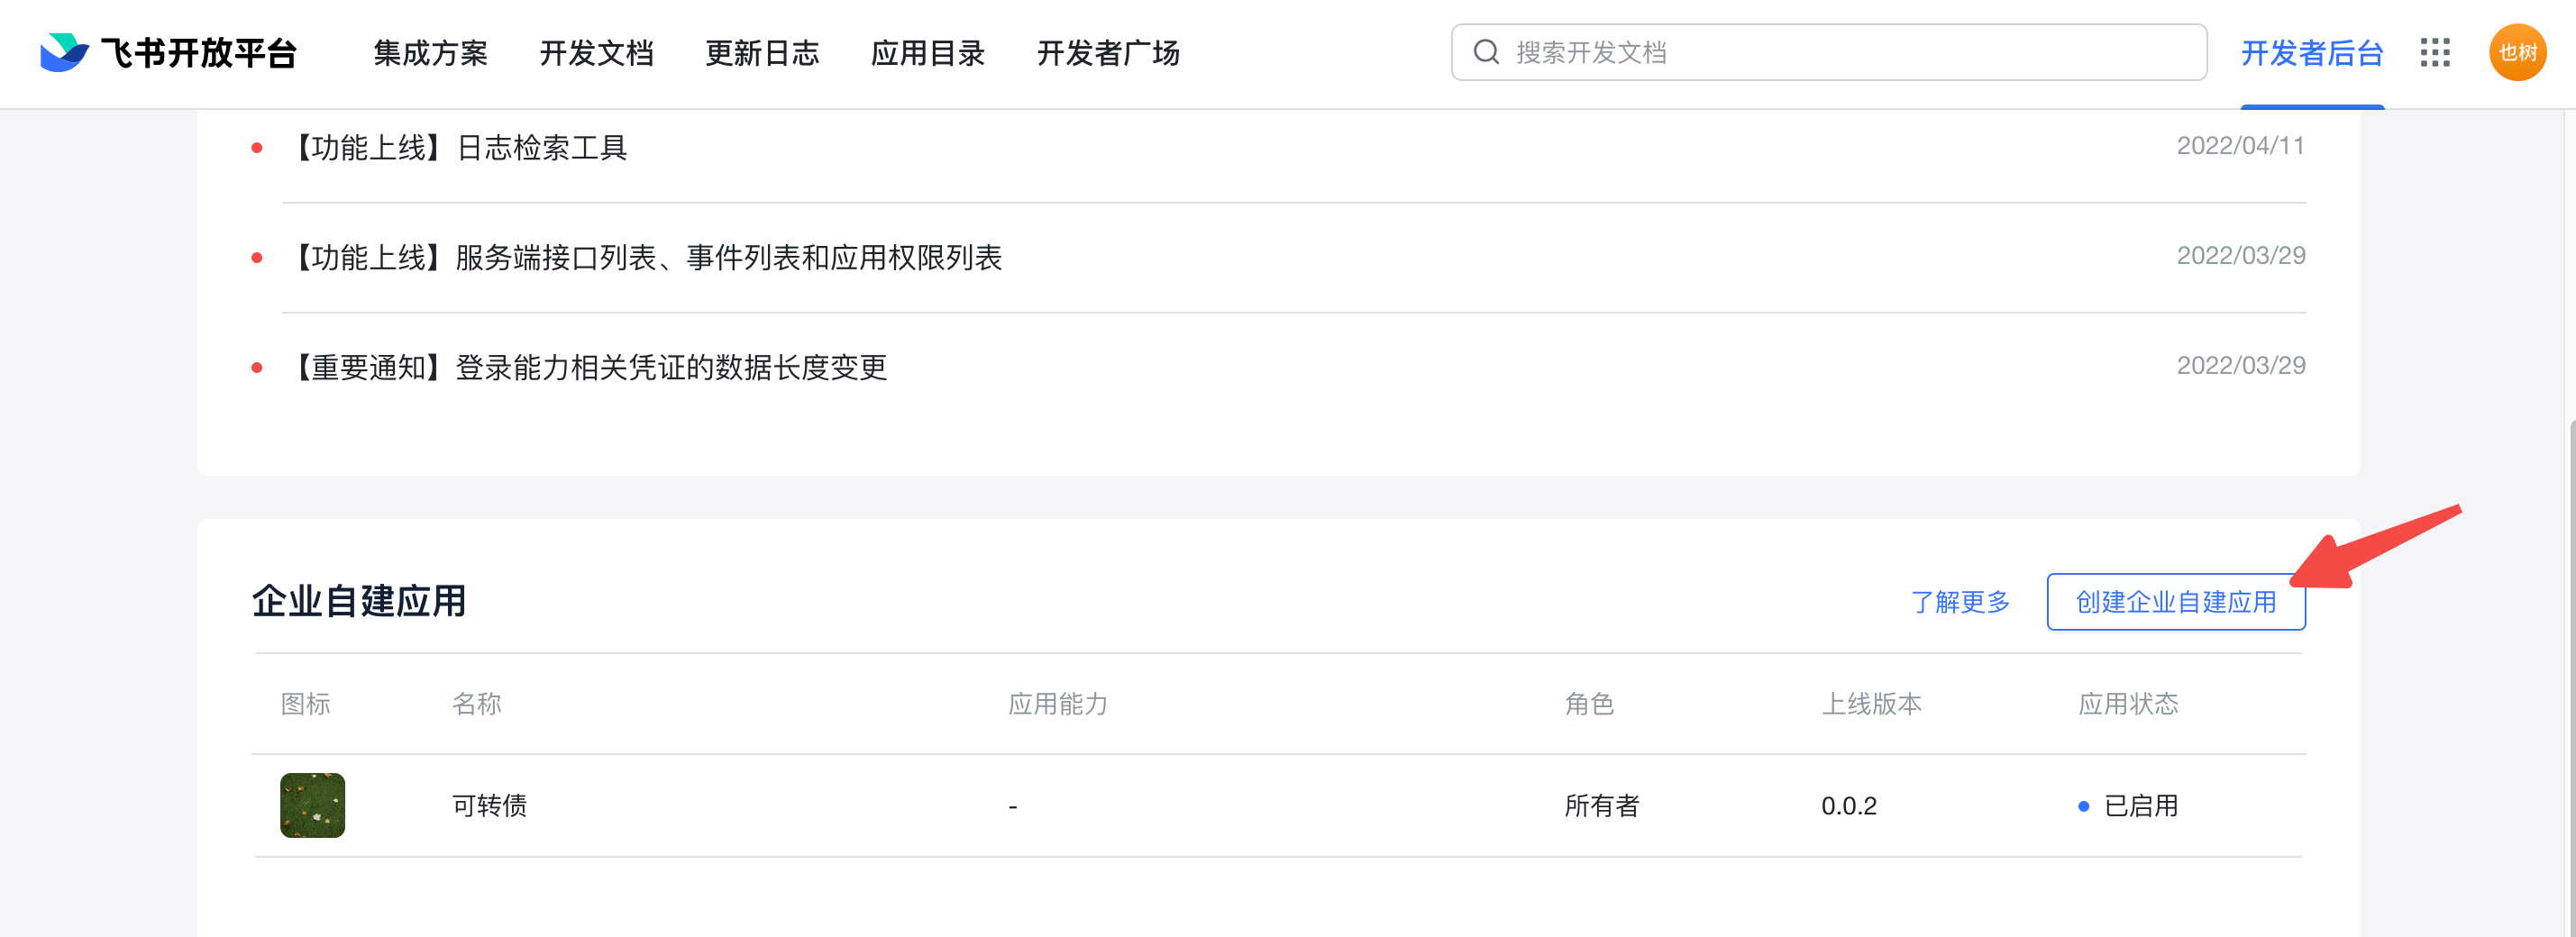 飞书开放平台 集成方案 开发文档 更新日志 应用目录 开发者广场 搜索开发文档 开发者后台 也树
【功能上线】日志检索工具 2022/04/11
【功能上线】服务端接口列表、事件列表和应用权限列表 2022/03/29
【重要通知】登录能力相关凭证的数据长度变更 2022/03/29
企业自建应用 了解更多 创建企业自建应用
图标 名称 应用能力 角色 上线版本 应用状态
可转债 - 所有者 0.0.2 已启用